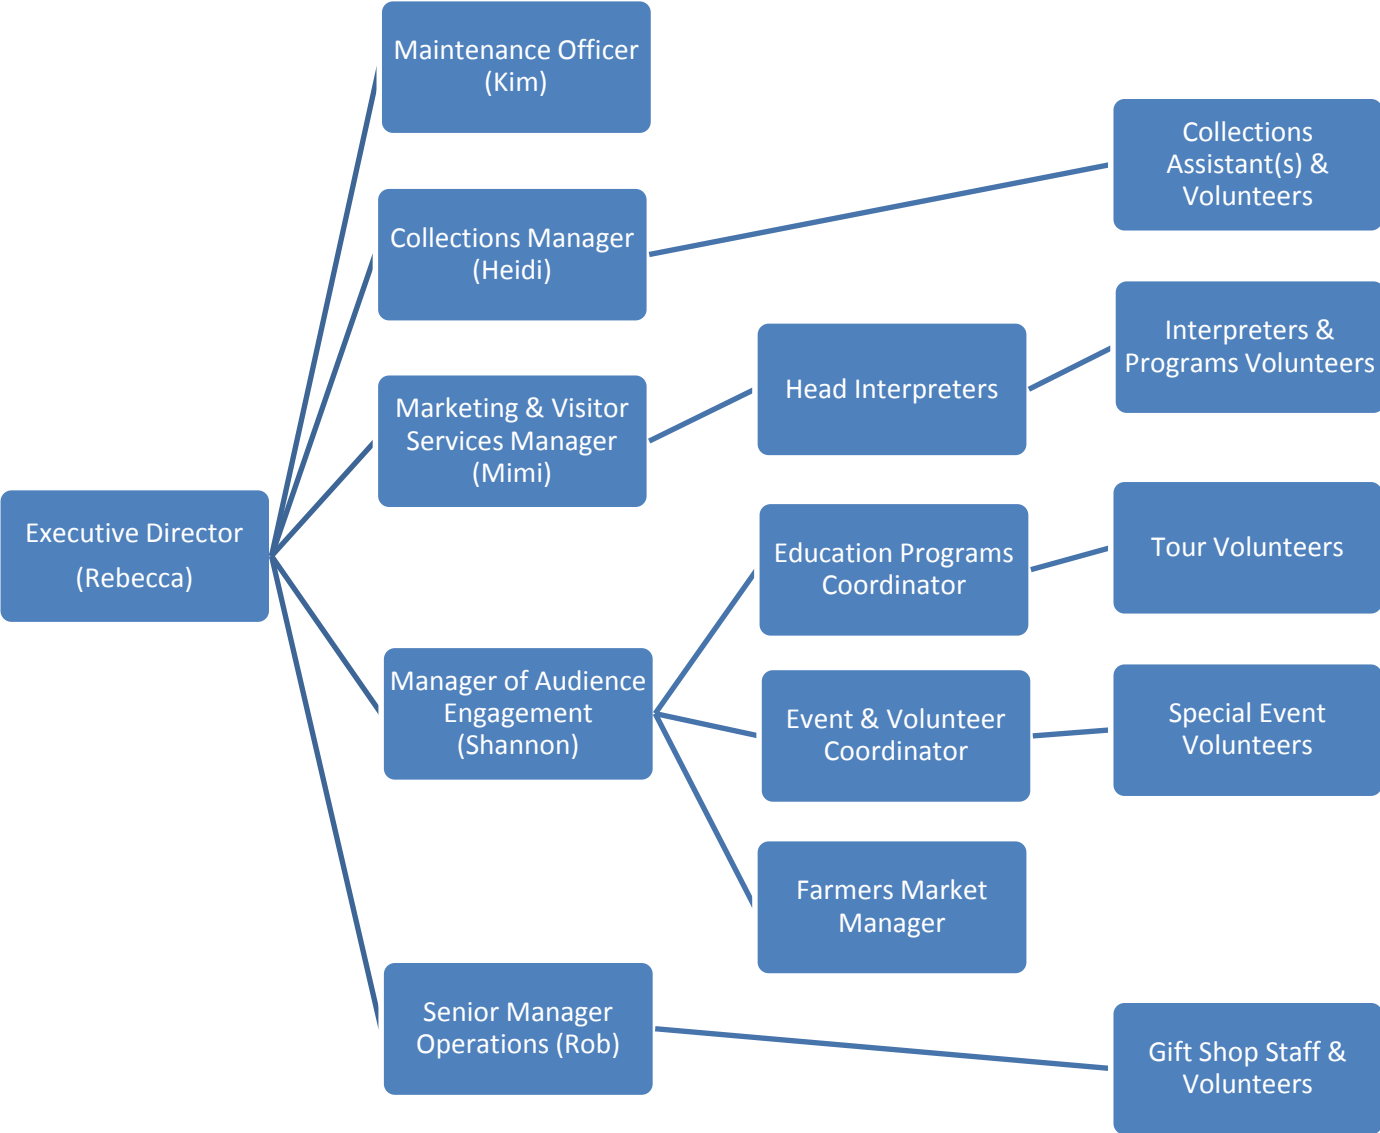 Maintenance Officer
(Kim)
Collections Manager
(Heidi)
Marketing & Visitor
Services Manager
(Mimi)
Executive Director
(Rebecca)
Manager of Audience
Engagement
(Shannon)
Senior Manager
Operations (Rob)
Head Interpreters
Education Programs
Coordinator
Event & Volunteer
Coordinator
Farmers Market
Manager
Collections
Assistant(s) &
Volunteers
Interpreters &
Programs Volunteers
Tour Volunteers
Special Event
Volunteers
Gift Shop Staff &
Volunteers